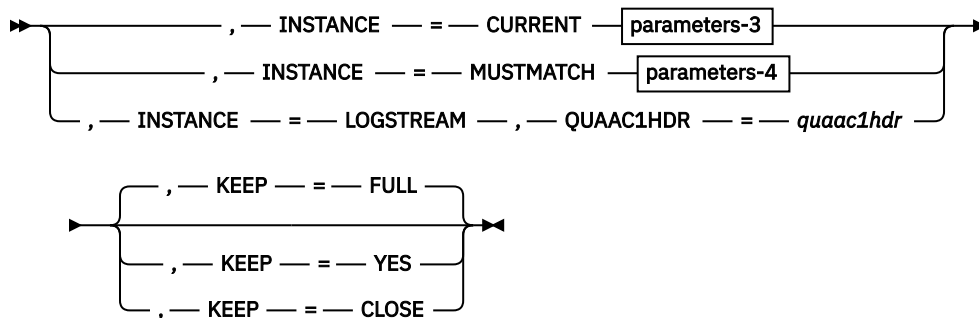 , INSTANCE = CURRENT parameters-3
, INSTANCE = MUSTMATCH parameters-4
, INSTANCE = LOGSTREAM , QUAAC1HDR = quaac1hdr
, KEEP = FULL
, KEEP = YES
, KEEP = CLOSE